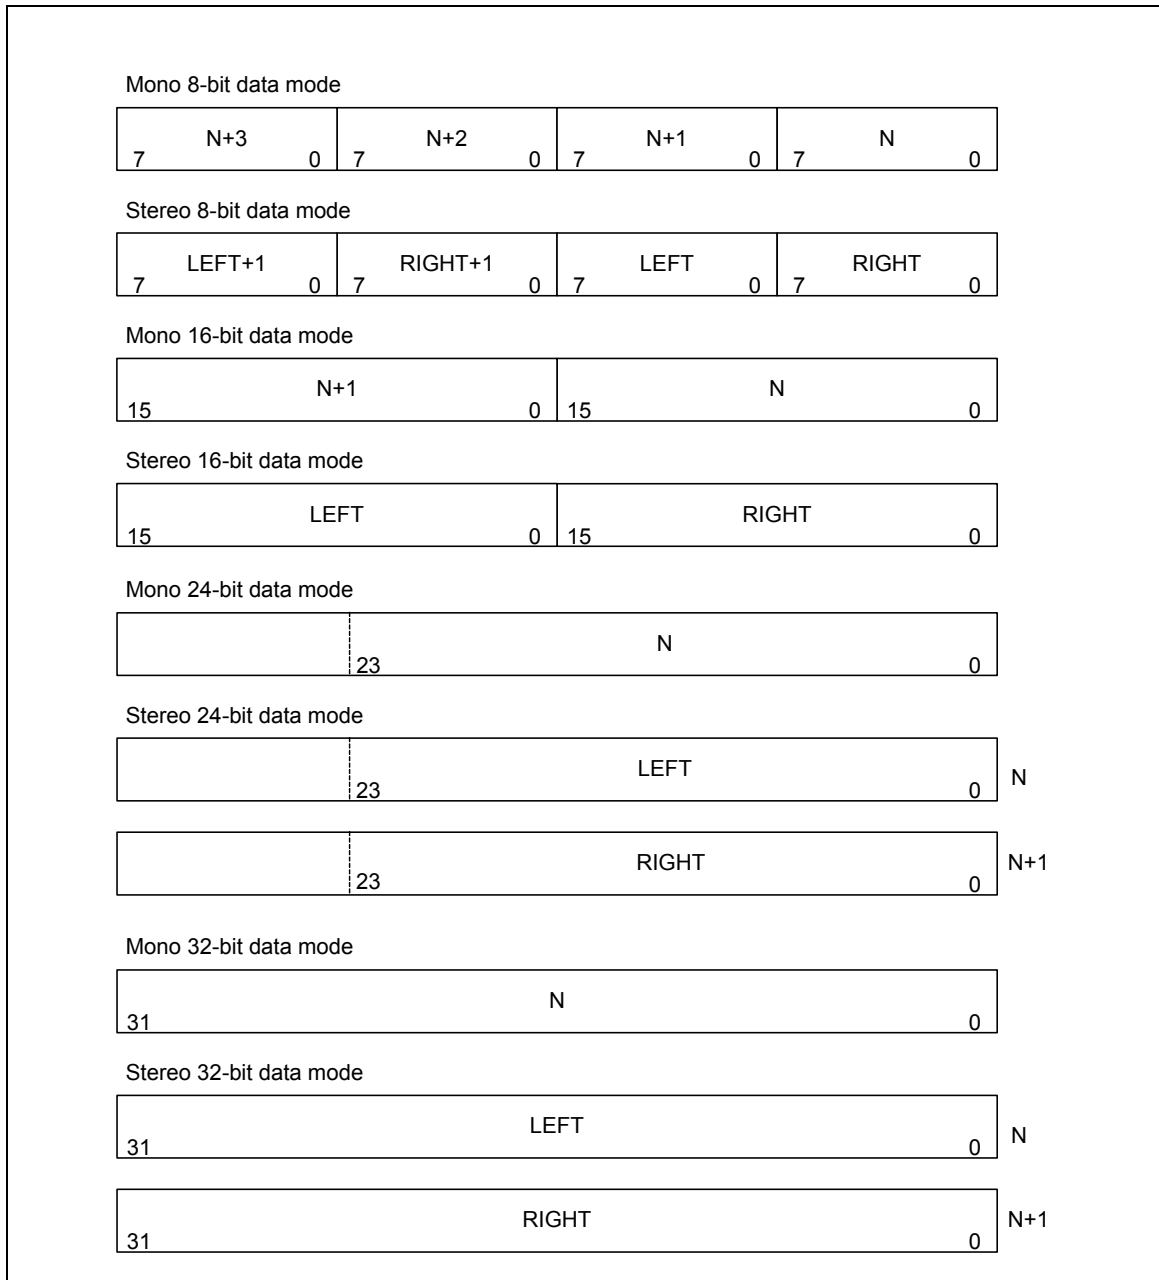 Mono 8-bit data mode
N+3 N+2 N+1 N
7 0 7 0 7 0 7 0
Stereo 8-bit data mode
LEFT+1 RIGHT+1 LEFT RIGHT
7 0 7 0 7 0 7 0
Mono 16-bit data mode
N+1 N
15 0 15 0
Stereo 16-bit data mode
LEFT RIGHT
15 0 15 0
Mono 24-bit data mode
N
23 0
Stereo 24-bit data mode
LEFT N
23 0
RIGHT N+1
23 0
Mono 32-bit data mode
N
31 0
Stereo 32-bit data mode
LEFT N
31 0
RIGHT N+1
31 0